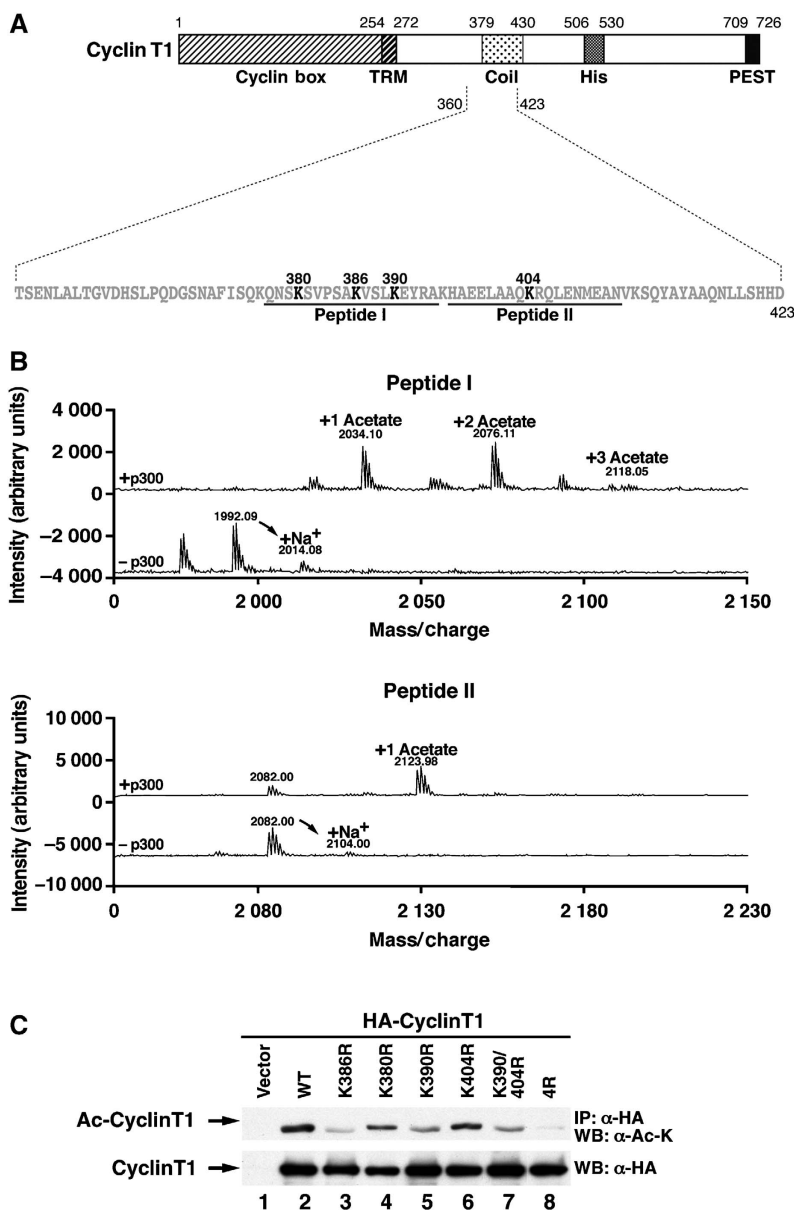 A
1 254 272 379 430 506 530 709 726
Cyclin T1
Cyclin box TRM Coil His PEST
360 423
380 386 390 404
TSENLALTGVDHSLPQDGSNAFISQKQNSKSVPSAKVSLKEYRAKHAEELAAQKRQLENMEANVKSQYAYAAQNLLSHHD
Peptide I Peptide II 423
B
Peptide I
Intensity (arbitrary units)
4 000
2 000
0
−2 000
−4 000
+1 Acetate
2034.10
+2 Acetate
2076.11
+3 Acetate
2118.05
+p300
1992.09
+Na+
2014.08
−p300
0 2 000 2 050 2 100 2 150
Mass/charge
Peptide II
Intensity (arbitrary units)
10 000
5 000
0
−5 000
−10 000
+1 Acetate
2123.98
2082.00
+p300
2082.00
+Na+
2104.00
−p300
0 2 080 2 130 2 180 2 230
Mass/charge
C
HA-CyclinT1
Vector WT K386R K380R K390R K404R K390/404R 4R
Ac-CyclinT1
IP: α-HA
WB: α-Ac-K
CyclinT1
WB: α-HA
1 2 3 4 5 6 7 8